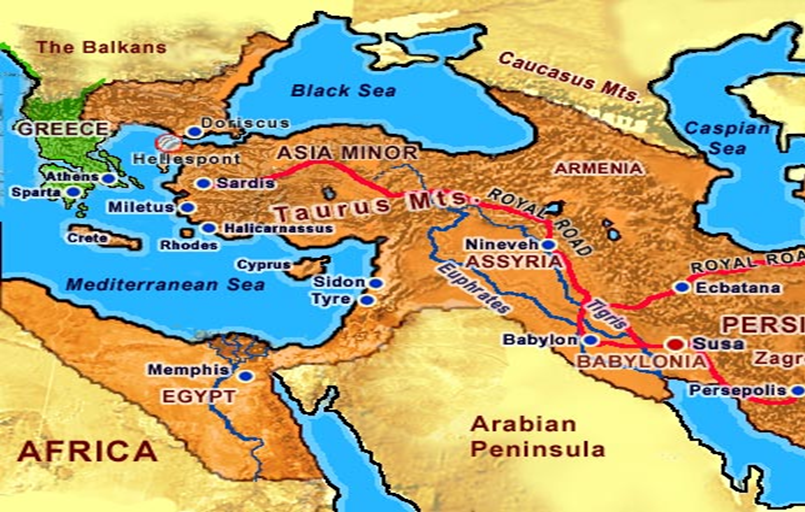 The Balkans
Black Sea
Caucasus Mts.
Caspian
Sea
GREECE
Doriscus
Hellespont
ASIA MINOR
ARMENIA
Athens
Sparta
Sardis
Miletus
Taurus Mts.
ROYAL ROAD
Halicarnassus
Crete
Rhodes
Nineveh
ASSYRIA
Cyprus
Mediterranean Sea
Sidon
Tyre
Euphrates
Tigris
ROYAL ROA
Ecbatana
PERSI
Babylon
BABYLONIA
Susa
Zagr
Persepolis
Memphis
EGYPT
AFRICA
Arabian
Peninsula